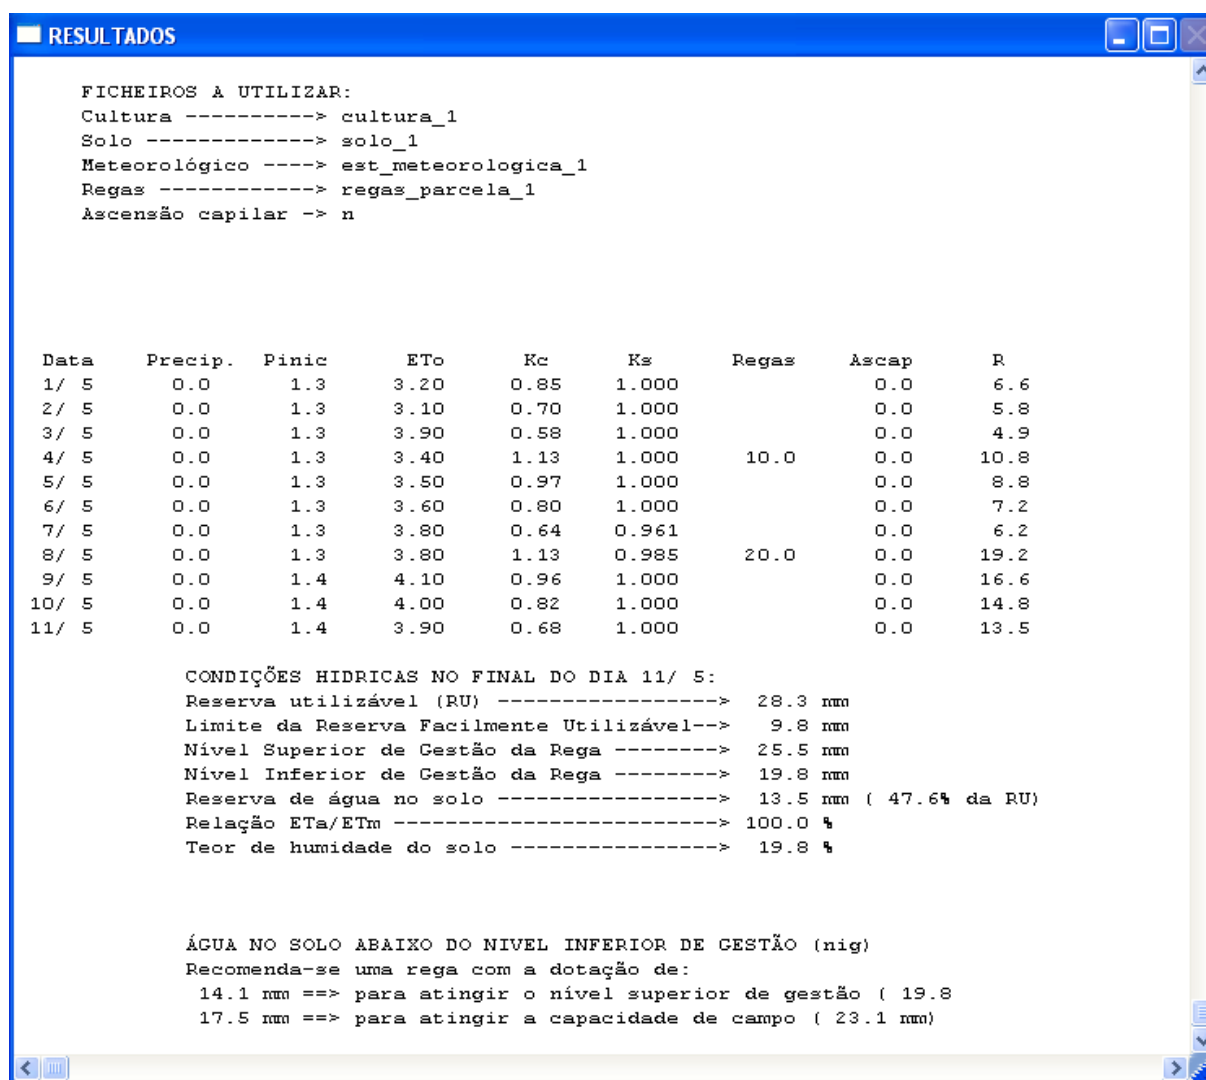 RESULTADOS
FICHEIROS A UTILIZAR:
Cultura ----------> cultura_1
Solo -------------> solo_1
Meteorológico ----> est_meteorologica_1
Regas ------------> regas_parcela_1
Ascensão capilar -> n
Data Precip. Pinic ETo Kc Ks Regas Ascap R
1/ 5 0.0 1.3 3.20 0.85 1.000 0.0 6.6
2/ 5 0.0 1.3 3.10 0.70 1.000 0.0 5.8
3/ 5 0.0 1.3 3.90 0.58 1.000 0.0 4.9
4/ 5 0.0 1.3 3.40 1.13 1.000 10.0 0.0 10.8
5/ 5 0.0 1.3 3.50 0.97 1.000 0.0 8.8
6/ 5 0.0 1.3 3.60 0.80 1.000 0.0 7.2
7/ 5 0.0 1.3 3.80 0.64 0.961 0.0 6.2
8/ 5 0.0 1.3 3.80 1.13 0.985 20.0 0.0 19.2
9/ 5 0.0 1.4 4.10 0.96 1.000 0.0 16.6
10/ 5 0.0 1.4 4.00 0.82 1.000 0.0 14.8
11/ 5 0.0 1.4 3.90 0.68 1.000 0.0 13.5
CONDIÇÕES HIDRICAS NO FINAL DO DIA 11/ 5:
Reserva utilizável (RU) -----------------> 28.3 mm
Limite da Reserva Facilmente Utilizável--> 9.8 mm
Nível Superior de Gestão da Rega --------> 25.5 mm
Nível Inferior de Gestão da Rega --------> 19.8 mm
Reserva de água no solo -----------------> 13.5 mm ( 47.6% da RU)
Relação ETa/ETm -------------------------> 100.0 %
Teor de humidade do solo ----------------> 19.8 %
ÁGUA NO SOLO ABAIXO DO NIVEL INFERIOR DE GESTÃO (nig)
Recomenda-se uma rega com a dotação de:
14.1 mm ==> para atingir o nível superior de gestão ( 19.8
17.5 mm ==> para atingir a capacidade de campo ( 23.1 mm)